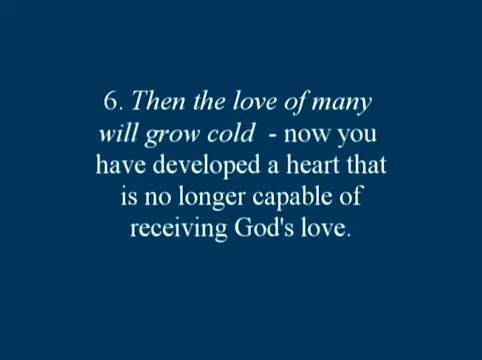 6. Then the love of many
will grow cold - now you
have developed a heart that
is no longer capable of
receiving God's love.